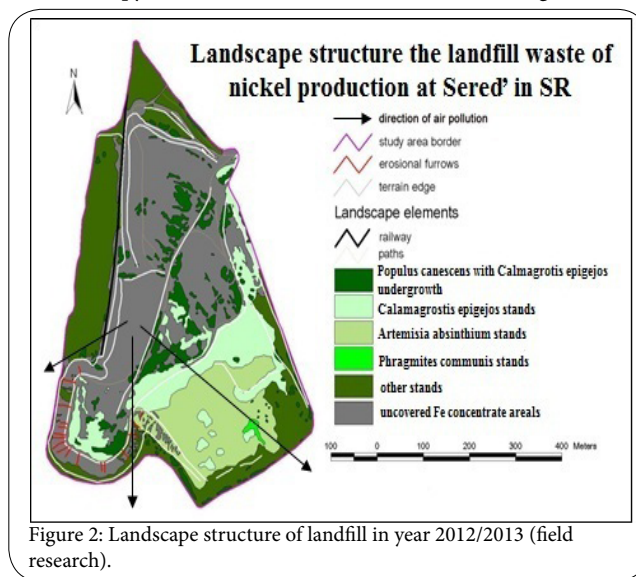 Landscape structure the landfill waste of
nickel production at Sered' in SR
N
direction of air pollution
study area border
erosional furrows
terrain edge
Landscape elements
railway
paths
Populus canescens with Calmagrotis epigejos
undergrowth
Calamagrostis epigejos stands
Artemisia absinthium stands
Phragmites communis stands
other stands
uncovered Fe concentrate areals
100 0 100 200 300 400 Meters
Figure 2: Landscape structure of landfill in year 2012/2013 (field
research).